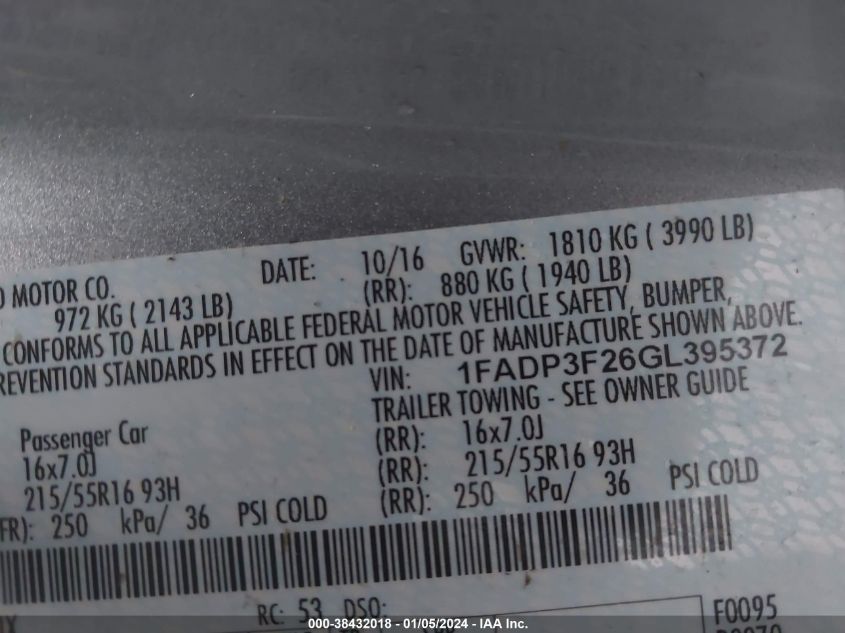 DATE: 10/16 GVWR: 1810 KG ( 3990 LB)
MOTOR CO. (RR): 880 KG ( 1940 LB)
972 KG ( 2143 LB)
CONFORMS TO ALL APPLICABLE FEDERAL MOTOR VEHICLE SAFETY, BUMPER,
REVENTION STANDARDS IN EFFECT ON THE DATE OF MANUFACTURE SHOWN ABOVE.
VIN: 1FADP3F26GL395372
TRAILER TOWING - SEE OWNER GUIDE
Passenger Car (RR): 16x7.0J
16x7.0J (RR): 215/55R16 93H
215/55R16 93H (RR): 250 kPa/ 36 PSI COLD
FR): 250 kPa/ 36 PSI COLD
RC: 53 DSO:
F0095
000-38432018 - 01/05/2024 - IAA Inc.